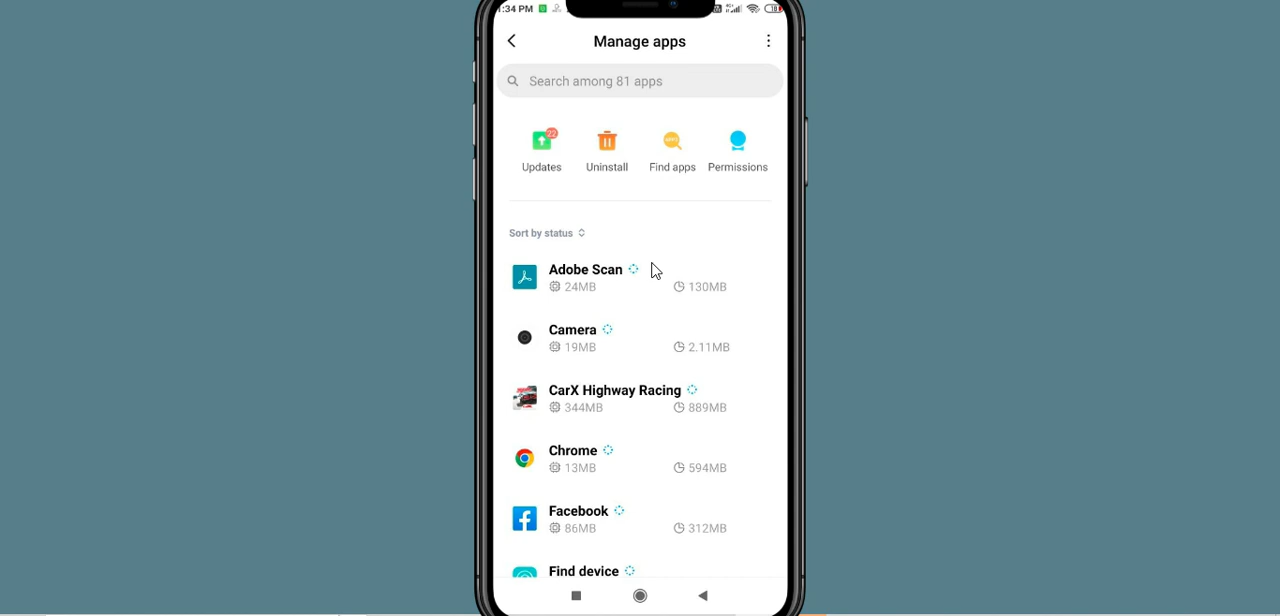 :34 PM
Manage apps
Search among 81 apps
22
Updates Uninstall Find apps Permissions
Sort by status
Adobe Scan
24MB 130MB
Camera
19MB 2.11MB
CarX Highway Racing
344MB 889MB
Chrome
13MB 594MB
Facebook
86MB 312MB
Find device